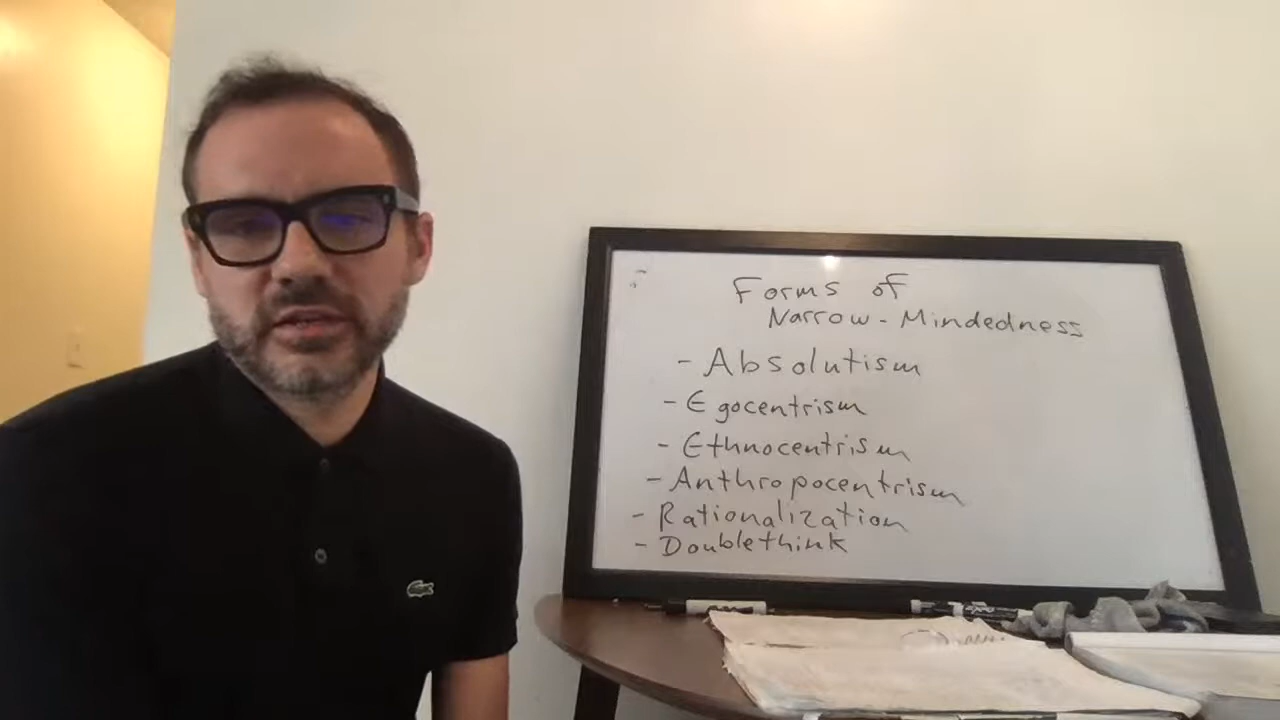 Forms of
Narrow-Mindedness
- Absolutism
- Egocentrism
- Ethnocentrism
- Anthropocentrism
- Rationalization
- Doublethink